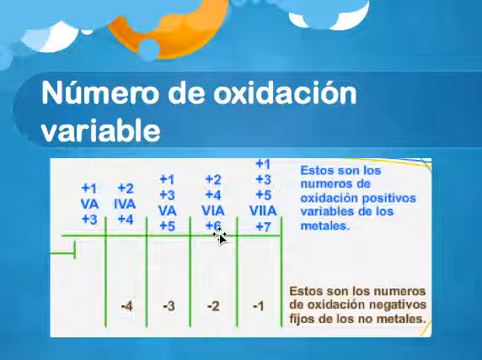 Número de oxidación
variable
+1
+1 +2 +3
+1 +2 +3 +4 +5
VA IVA VA VIA VIIA
+3 +4 +5 +6 +7
Estos son los
numeros de
oxidación positivos
variables de los
metales.
-4 -3 -2 -1
Estos son los numeros
de oxidación negativos
fijos de los no metales.